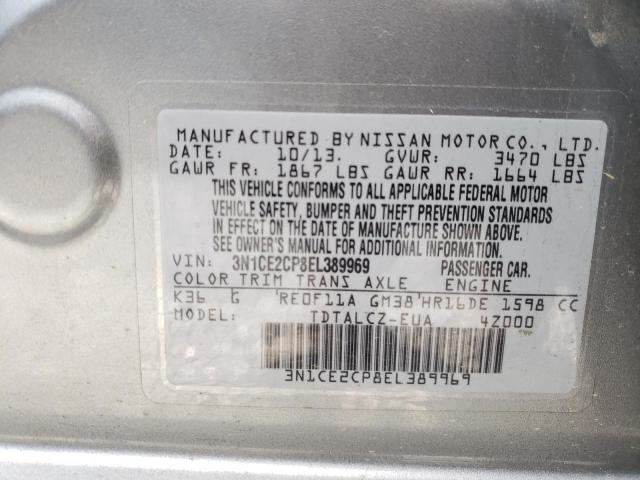 MANUFACTURED BY NISSAN MOTOR CO., LTD.
DATE: 10/13. GVWR: 3470 LBS
GAWR FR: 1867 LBS GAWR RR: 1664 LBS
THIS VEHICLE CONFORMS TO ALL APPLICABLE FEDERAL MOTOR
VEHICLE SAFETY, BUMPER AND THEFT PREVENTION STANDARDS
IN EFFECT ON THE DATE OF MANUFACTURE SHOWN ABOVE.
SEE OWNER'S MANUAL FOR ADDITIONAL INFORMATION.
VIN: 3N1CE2CP8EL389969 PASSENGER CAR.
COLOR TRIM TRANS AXLE ENGINE
K36 G RE0F11A GM38 HR16DE 1598 CC
MODEL: TDTALCZ-EUA 4Z000
3N1CE2CP8EL389969